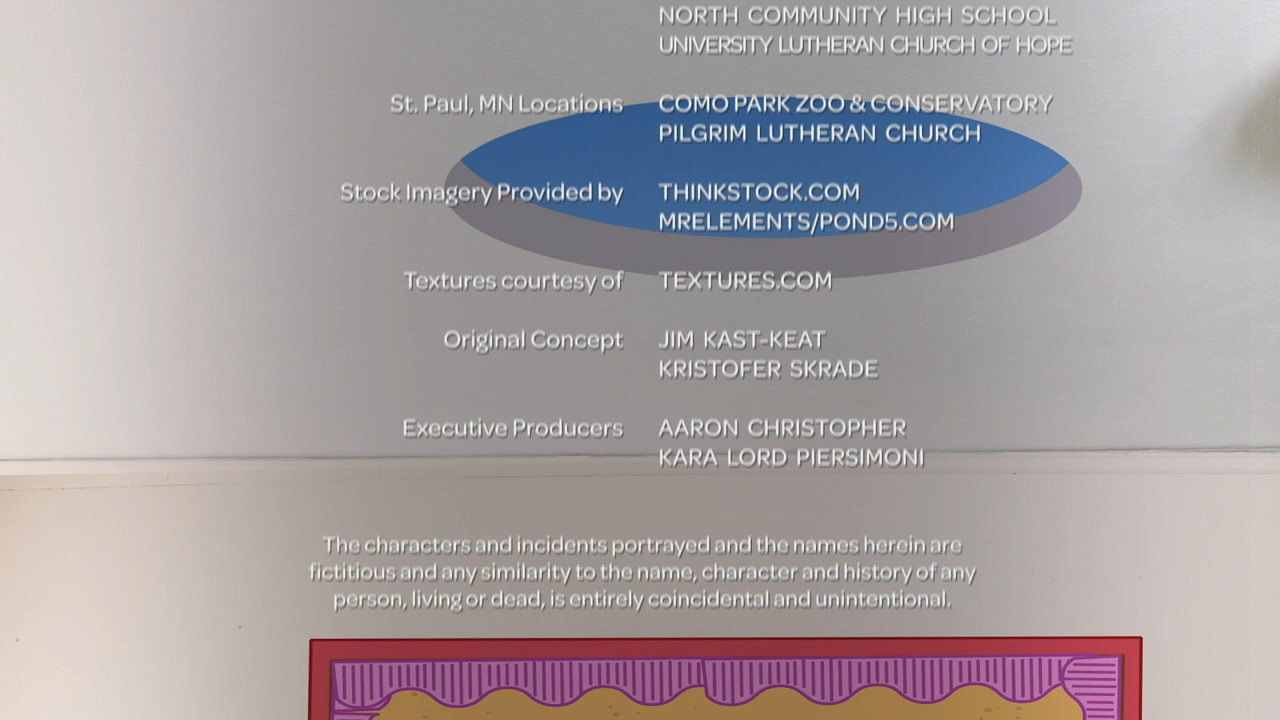 NORTH COMMUNITY HIGH SCHOOL
UNIVERSITY LUTHERAN CHURCH OF HOPE
St. Paul, MN Locations COMO PARK ZOO & CONSERVATORY
PILGRIM LUTHERAN CHURCH
Stock Imagery Provided by THINKSTOCK.COM
MRELEMENTS/POND5.COM
Textures courtesy of TEXTURES.COM
Original Concept JIM KAST-KEAT
KRISTOFER SKRADE
Executive Producers AARON CHRISTOPHER
KARA LORD PIERSIMONI
The characters and incidents portrayed and the names herein are
fictitious and any similarity to the name, character and history of any
person, living or dead, is entirely coincidental and unintentional.